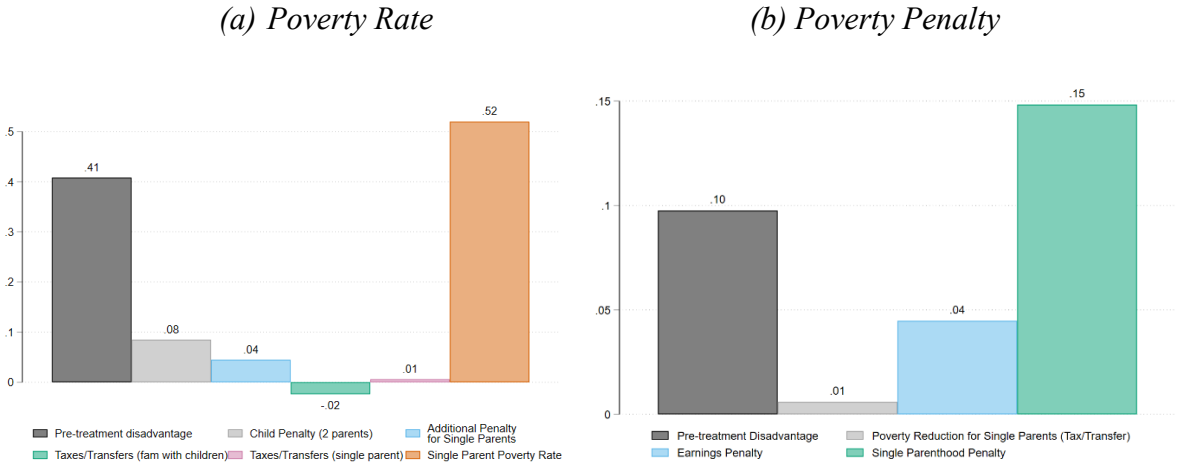 (a) Poverty Rate
.5
.4
.3
.2
.1
0
.41
.08
.04
-.02
.01
.52
Pre-treatment disadvantage
Child Penalty (2 parents)
Additional Penalty
for Single Parents
Taxes/Transfers (fam with children)
Taxes/Transfers (single parent)
Single Parent Poverty Rate
(b) Poverty Penalty
.15
.1
.05
0
.10
.01
.04
.15
Pre-treatment Disadvantage
Poverty Reduction for Single Parents (Tax/Transfer)
Earnings Penalty
Single Parenthood Penalty